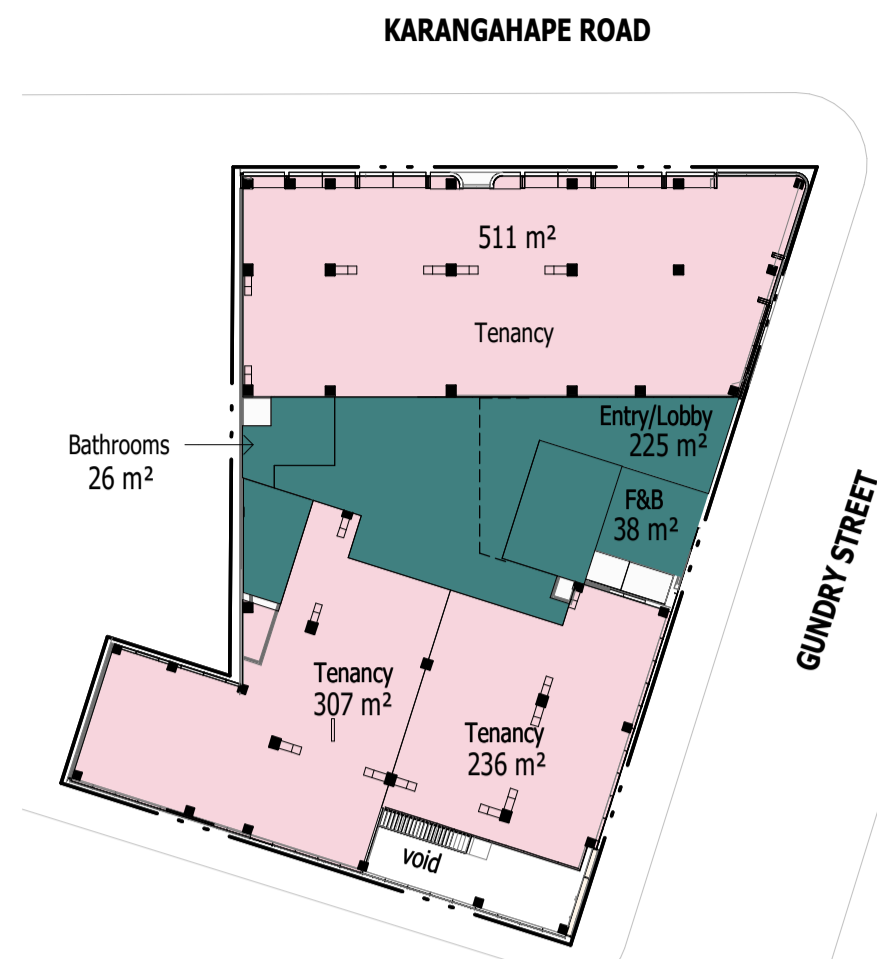 KARANGAHAPE ROAD
511 m²
Tenancy
Entry/Lobby
225 m²
Bathrooms
26 m²
F&B
38 m²
GUNDRY STREET
Tenancy
307 m²
Tenancy
236 m²
void